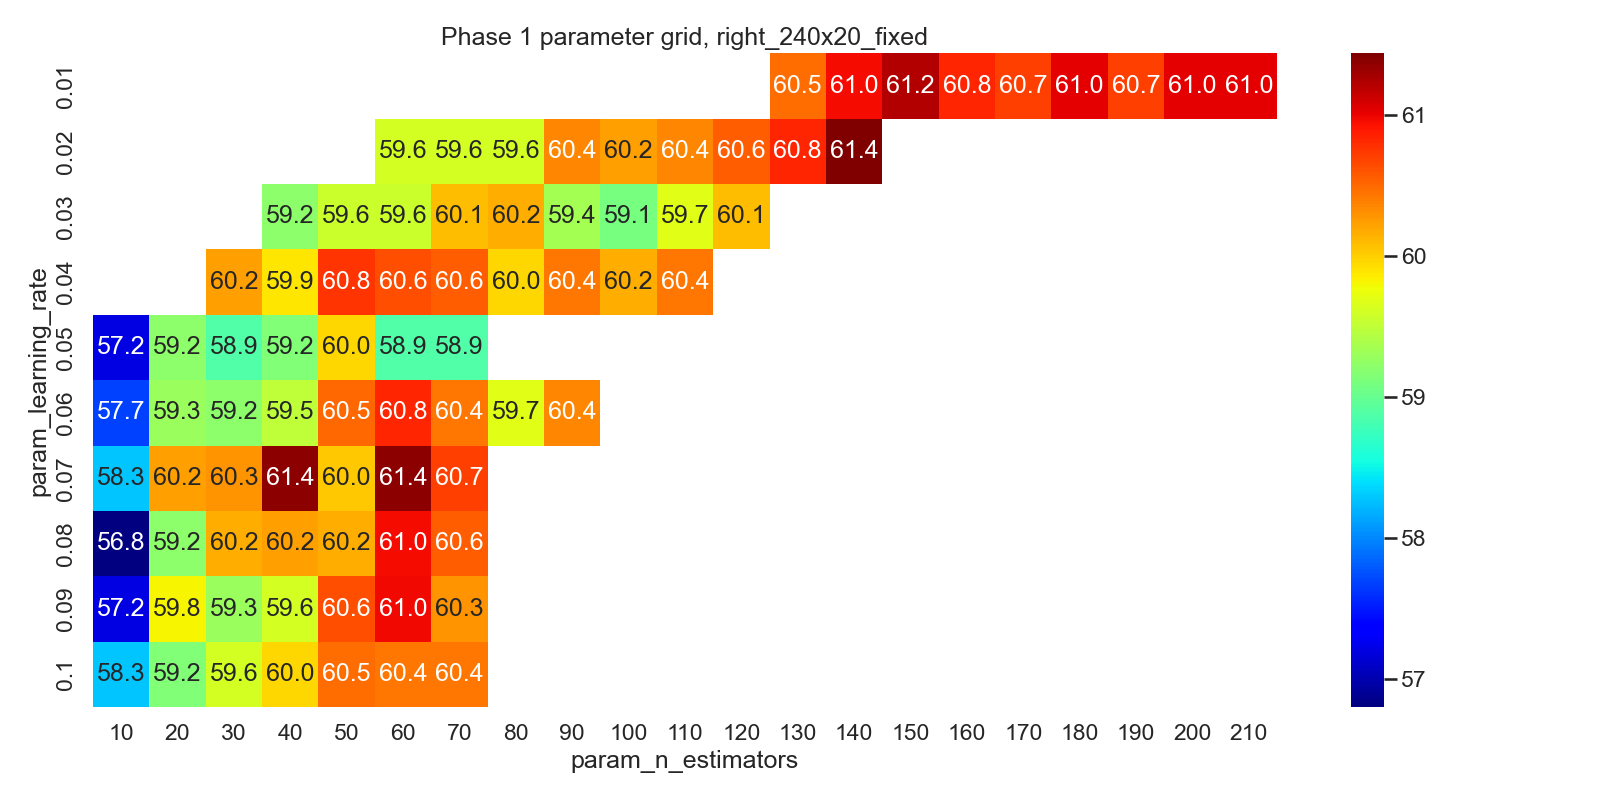 Phase 1 parameter grid, right_240x20_fixed
param_learning_rate
0.01 60.5 61.0 61.2 60.8 60.7 61.0 60.7 61.0 61.0
0.02 59.6 59.6 59.6 60.4 60.2 60.4 60.6 60.8 61.4
0.03 59.2 59.6 59.6 60.1 60.2 59.4 59.1 59.7 60.1
0.04 60.2 59.9 60.8 60.6 60.6 60.0 60.4 60.2 60.4
0.05 57.2 59.2 58.9 59.2 60.0 58.9 58.9
0.06 57.7 59.3 59.2 59.5 60.5 60.8 60.4 59.7 60.4
0.07 58.3 60.2 60.3 61.4 60.0 61.4 60.7
0.08 56.8 59.2 60.2 60.2 60.2 61.0 60.6
0.09 57.2 59.8 59.3 59.6 60.6 61.0 60.3
0.1 58.3 59.2 59.6 60.0 60.5 60.4 60.4
10 20 30 40 50 60 70 80 90 100 110 120 130 140 150 160 170 180 190 200 210
param_n_estimators
61
60
59
58
57